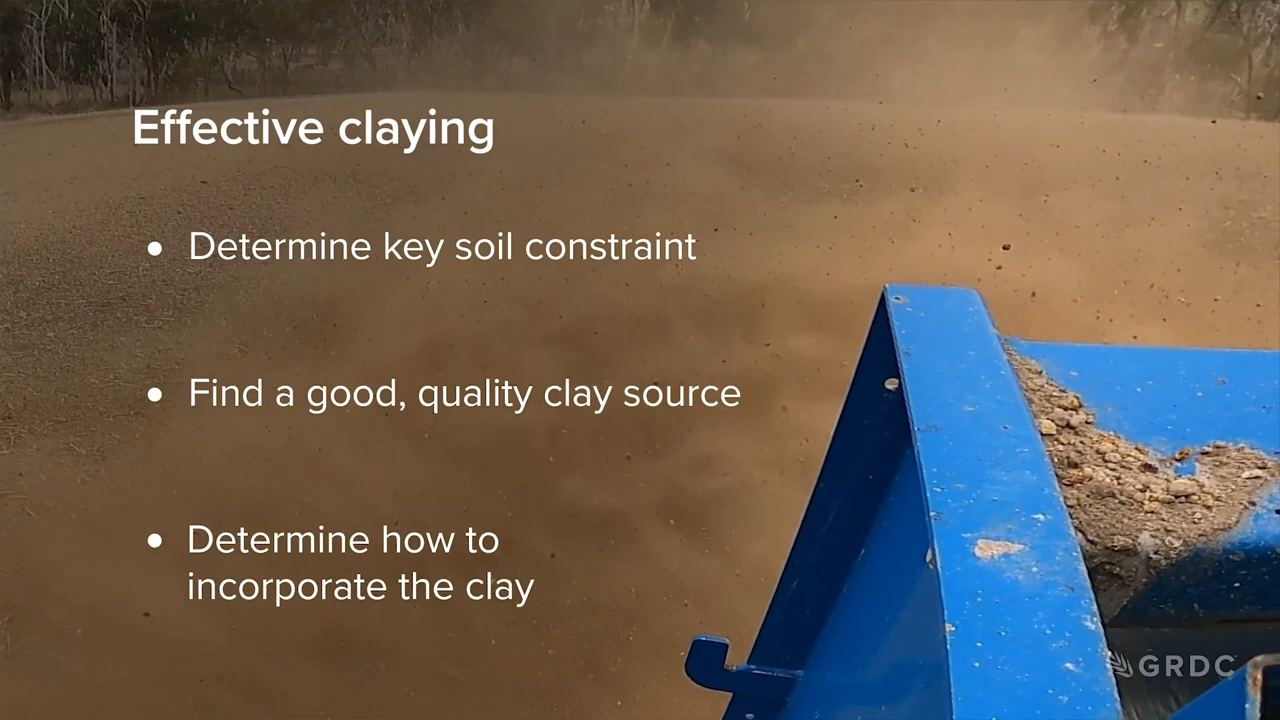 Effective claying
• Determine key soil constraint
• Find a good, quality clay source
• Determine how to
incorporate the clay
GRDC